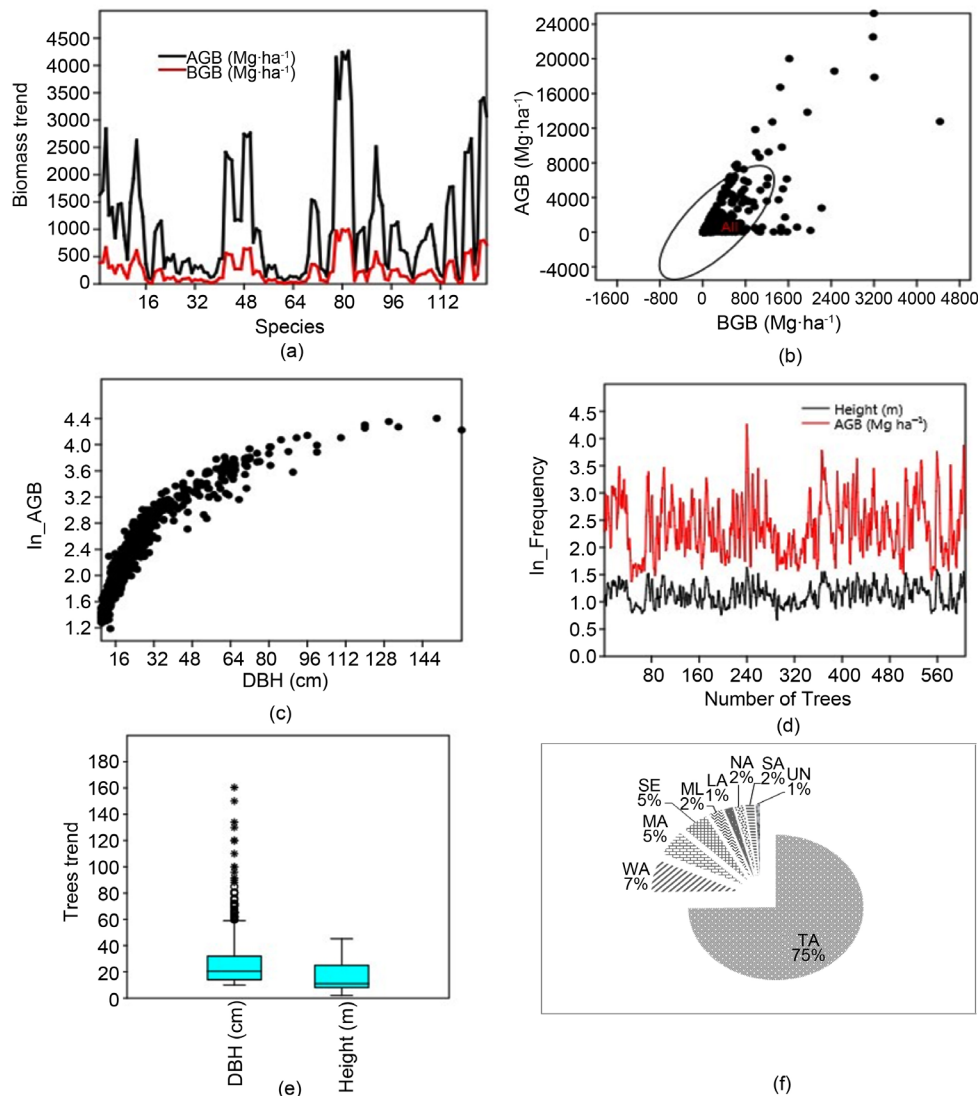 4500
4000
3500
3000
2500
2000
1500
1000
500
0
Biomass trend
AGB (Mg·ha⁻¹)
BGB (Mg·ha⁻¹)
16 32 48 64 80 96 112
Species
(a)
24000
20000
16000
12000
8000
4000
0
-4000
AGB (Mg·ha⁻¹)
All
-1600 -800 0 800 1600 2400 3200 4000 4800
BGB (Mg·ha⁻¹)
(b)
4.4
4.0
3.6
3.2
2.8
2.4
2.0
1.6
1.2
ln_AGB
16 32 48 64 80 96 112 128 144
DBH (cm)
(c)
4.5
4.0
3.5
3.0
2.5
2.0
1.5
1.0
0.5
0.0
ln_Frequency
Height (m)
AGB (Mg ha⁻¹)
80 160 240 320 400 480 560
Number of Trees
(d)
180
160
140
120
100
80
60
40
20
0
Trees trend
DBH (cm)
Height (m)
(e)
WA
7%
MA
5%
SE
5%
ML
2%
LA
1%
NA
2%
SA
2%
UN
1%
TA
75%
(f)